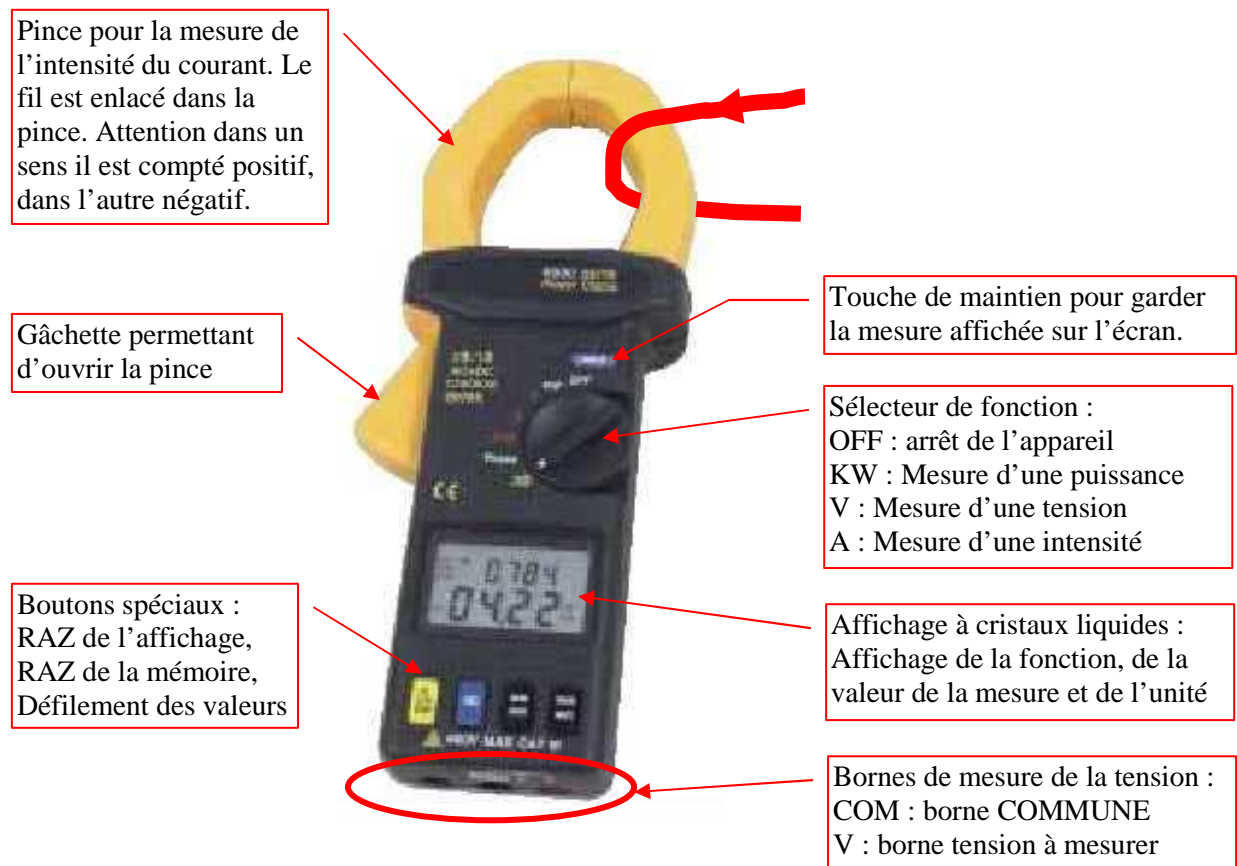 Pince pour la mesure de
l’intensité du courant. Le
fil est enlacé dans la
pince. Attention dans un
sens il est compté positif,
dans l’autre négatif.
Gâchette permettant
d’ouvrir la pince
Touche de maintien pour garder
la mesure affichée sur l’écran.
Sélecteur de fonction :
OFF : arrêt de l’appareil
KW : Mesure d’une puissance
V : Mesure d’une tension
A : Mesure d’une intensité
OFF
Phase
CE
0.784
04.22
Boutons spéciaux :
RAZ de l’affichage,
RAZ de la mémoire,
Défilement des valeurs
Affichage à cristaux liquides :
Affichage de la fonction, de la
valeur de la mesure et de l’unité
Bornes de mesure de la tension :
COM : borne COMMUNE
V : borne tension à mesurer